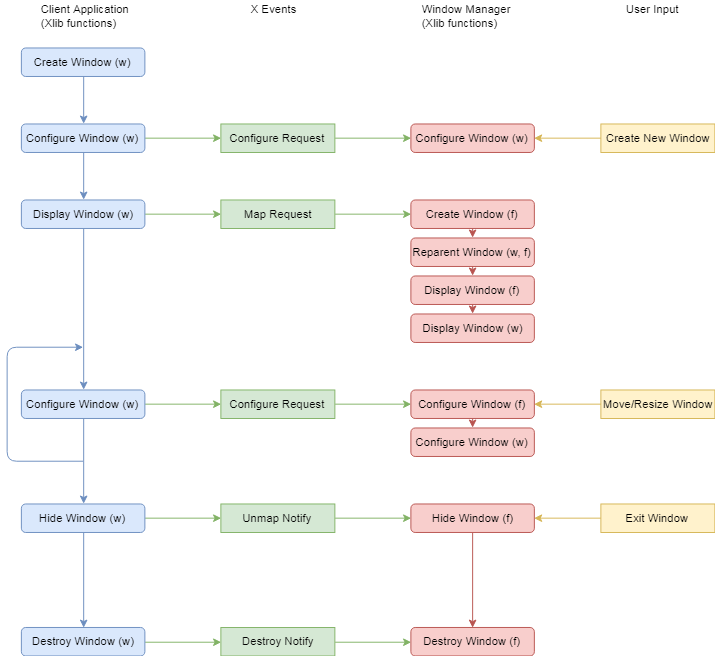 Client Application
(Xlib functions)
X Events
Window Manager
(Xlib functions)
User Input
Create Window (w)
Configure Window (w)
Configure Request
Configure Window (w)
Create New Window
Display Window (w)
Map Request
Create Window (f)
Reparent Window (w, f)
Display Window (f)
Display Window (w)
Configure Window (w)
Configure Request
Configure Window (f)
Move/Resize Window
Configure Window (w)
Hide Window (w)
Unmap Notify
Hide Window (f)
Exit Window
Destroy Window (w)
Destroy Notify
Destroy Window (f)